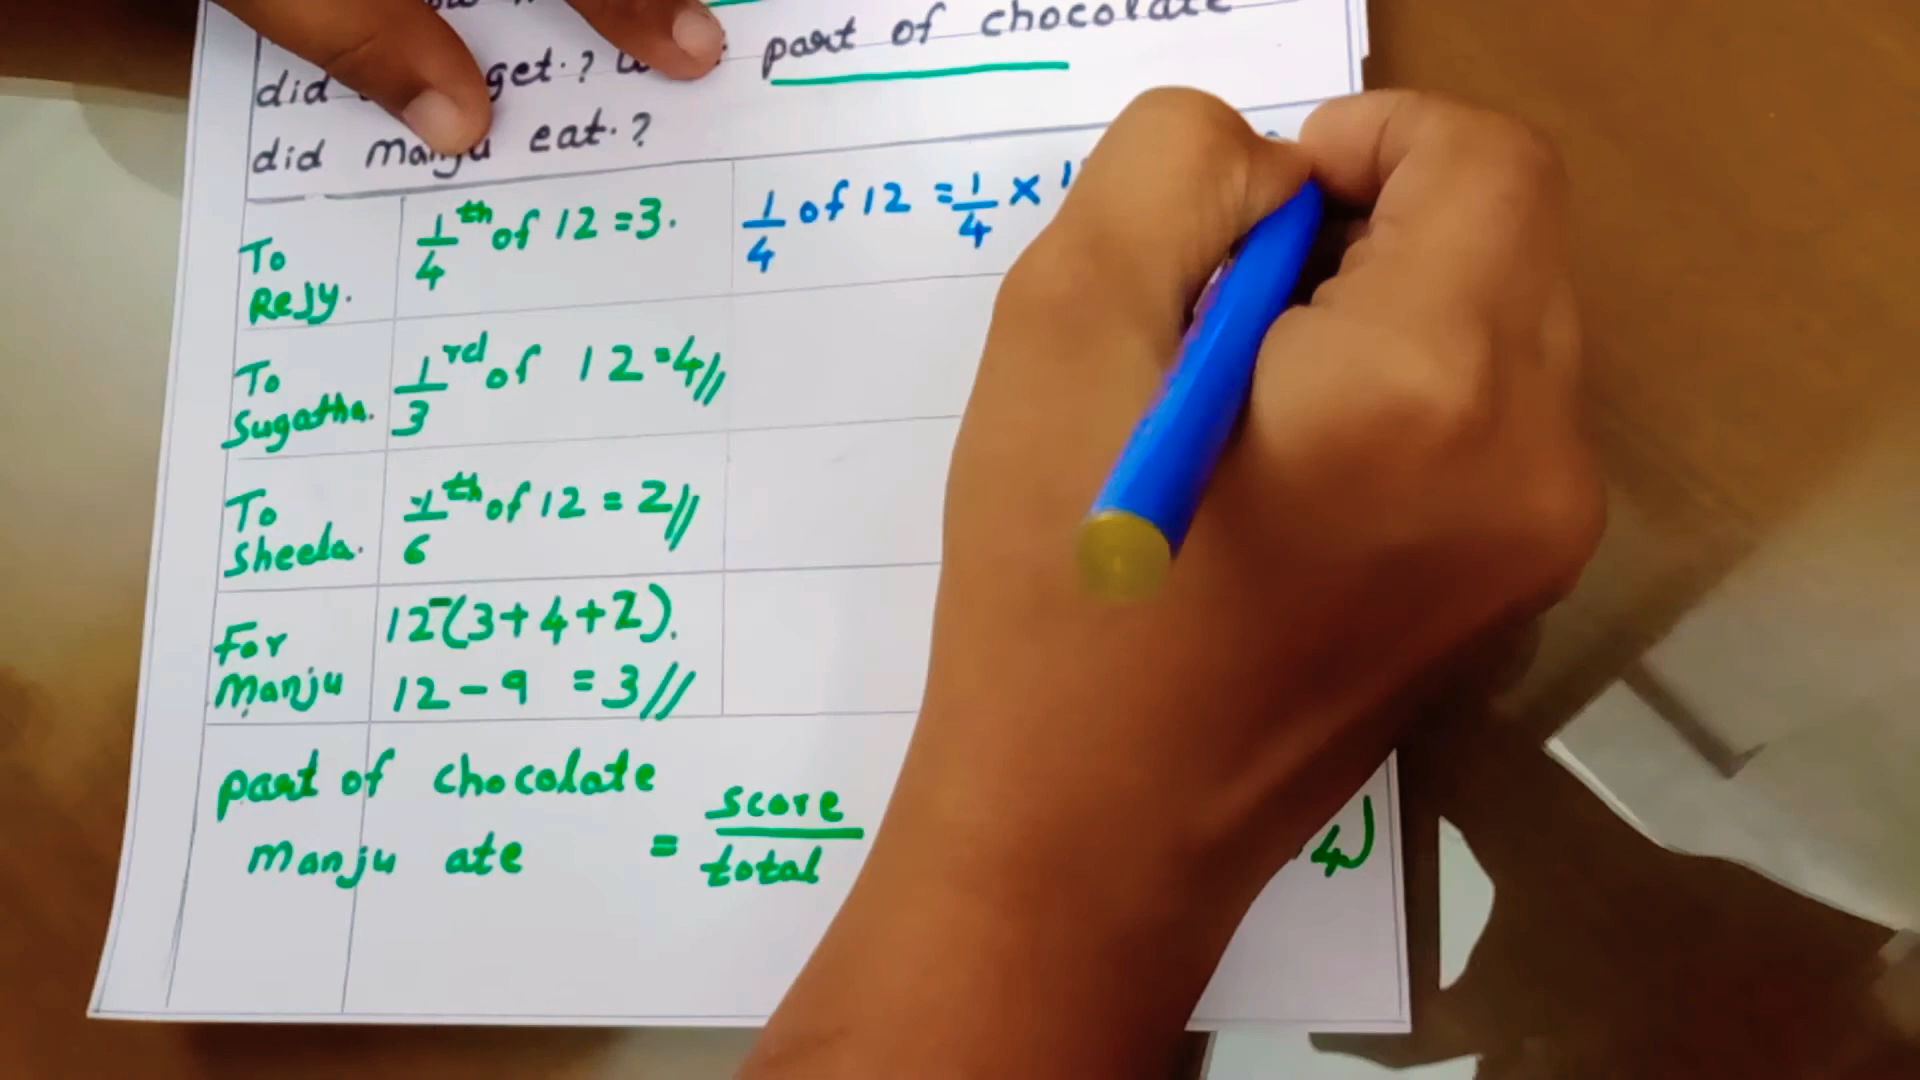 part of chocolate
did get.?
did manju eat.?
To Rejy.
1/4 th of 12 = 3.
1/4 of 12 = 1/4 ×
To Sugatha.
1/3 rd of 12 = 4//
To Sheela.
1/6 th of 12 = 2//
For Manju
12-(3+4+2).
12 - 9 = 3//
part of chocolate
manju ate = score/total
4)